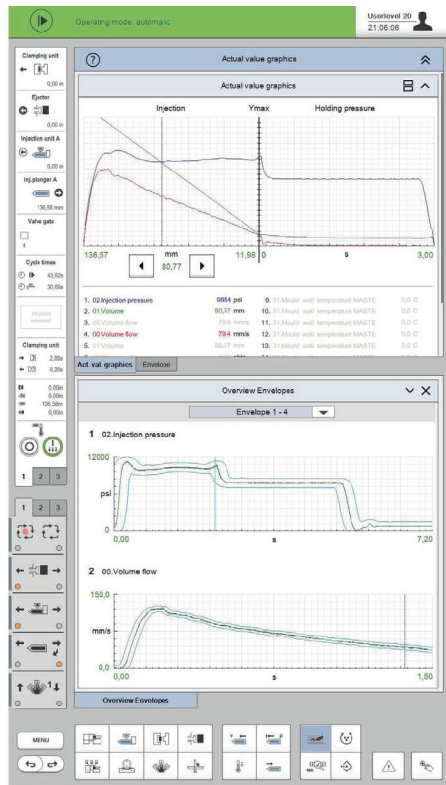 Operating mode: automatic
Userlevel 20
21:06:06
Clamping unit
0,00 in
Ejector
0,00 in
Injection unit A
0,00 in
Inj.plunger A
136,58 mm
Valve gate
Cycle times
43,82s
30,69s
All parts
removed
Clamping unit
2,05s
0,20s
0,00in
0,00in
136,58m
0,00in
1 2 3
1 2 3
MENU
Actual value graphics
Actual value graphics
Injection Ymax Holding pressure
136,57 mm 11,98 0 s 3,00
80,77
1. 02.Injection pressure 9854 psi 9. 31.Mould wall temperature MASTE 0,0 C
2. 01.Volume 80,77 mm 10. 31.Mould wall temperature MASTE 0,0 C
3. 00.Volume flow 79,4 mm/s 11. 31.Mould wall temperature MASTE 0,0 C
4. 00.Volume flow 79,4 mm/s 12. 31.Mould wall temperature MASTE 0,0 C
5. 01.Volume 80,77 mm 13. 31.Mould wall temperature MASTE 0,0 C
Act. val graphics Envelope
Overview Envelopes
Envelope 1 - 4
1 02.Injection pressure
12000
psi
0
0,00 s 7,20
2 00.Volume flow
150,0
mm/s
0,0
0,00 s 1,50
Overview Envelopes